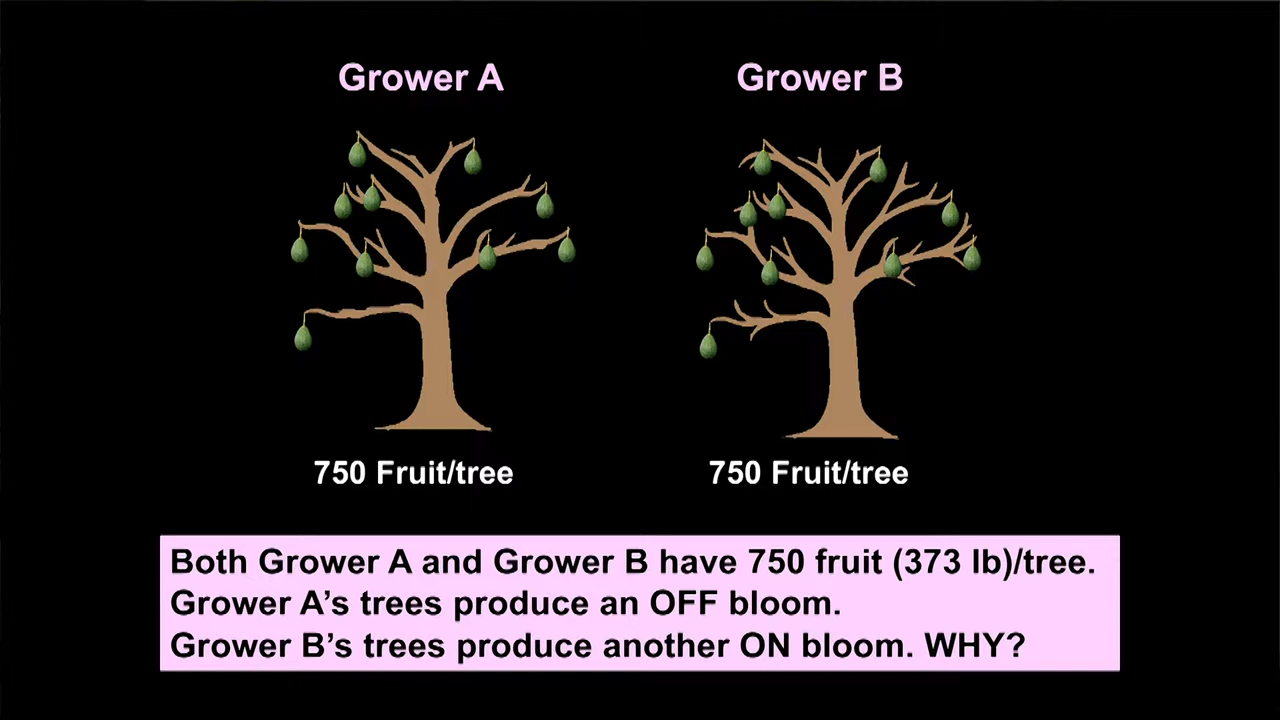 Grower A
Grower B
750 Fruit/tree
750 Fruit/tree
Both Grower A and Grower B have 750 fruit (373 lb)/tree.
Grower A's trees produce an OFF bloom.
Grower B's trees produce another ON bloom. WHY?